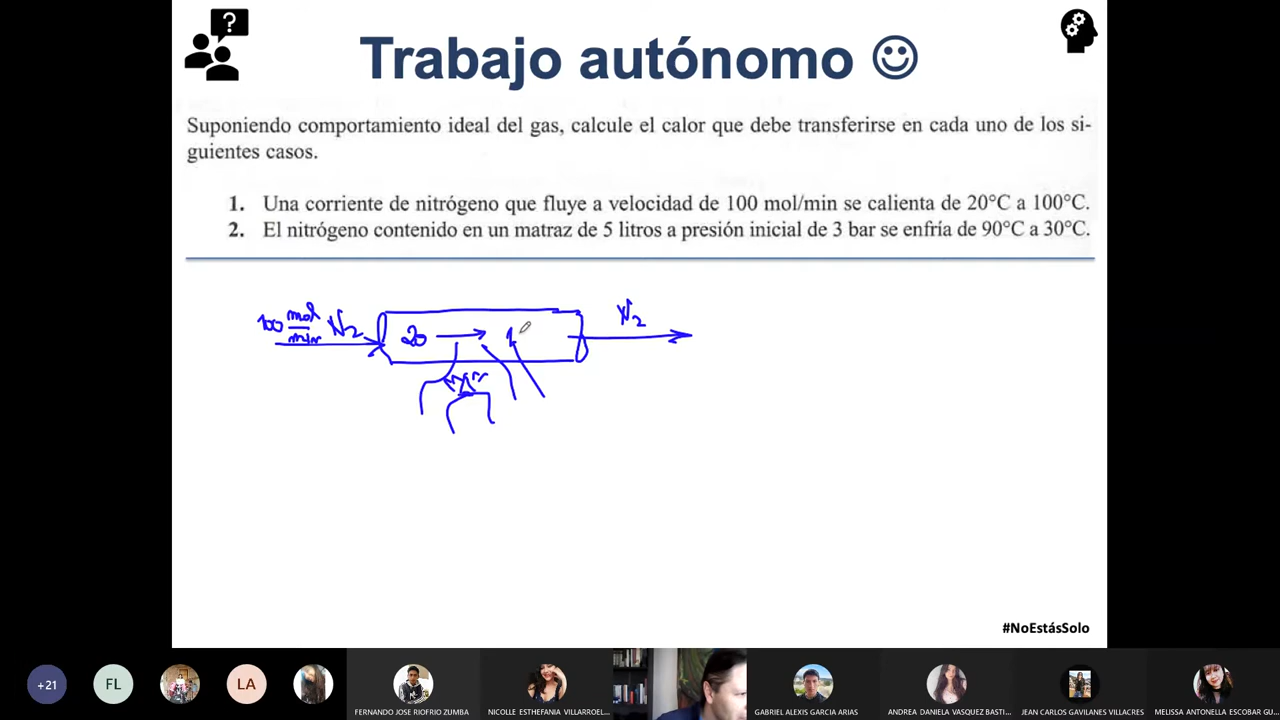 ?
Trabajo autónomo ☺
Suponiendo comportamiento ideal del gas, calcule el calor que debe transferirse en cada uno de los si-
guientes casos.
1. Una corriente de nitrógeno que fluye a velocidad de 100 mol/min se calienta de 20°C a 100°C.
2. El nitrógeno contenido en un matraz de 5 litros a presión inicial de 3 bar se enfría de 90°C a 30°C.
100 mol/min N2
20 → 1
N2
#NoEstásSolo
+21
FL
LA
FERNANDO JOSE RIOFRIO ZUMBA
NICOLLE ESTHEFANIA VILLARROEL...
GABRIEL ALEXIS GARCIA ARIAS
ANDREA DANIELA VASQUEZ BASTI...
JEAN CARLOS GAVILANES VILLACRES
MELISSA ANTONELLA ESCOBAR GU...